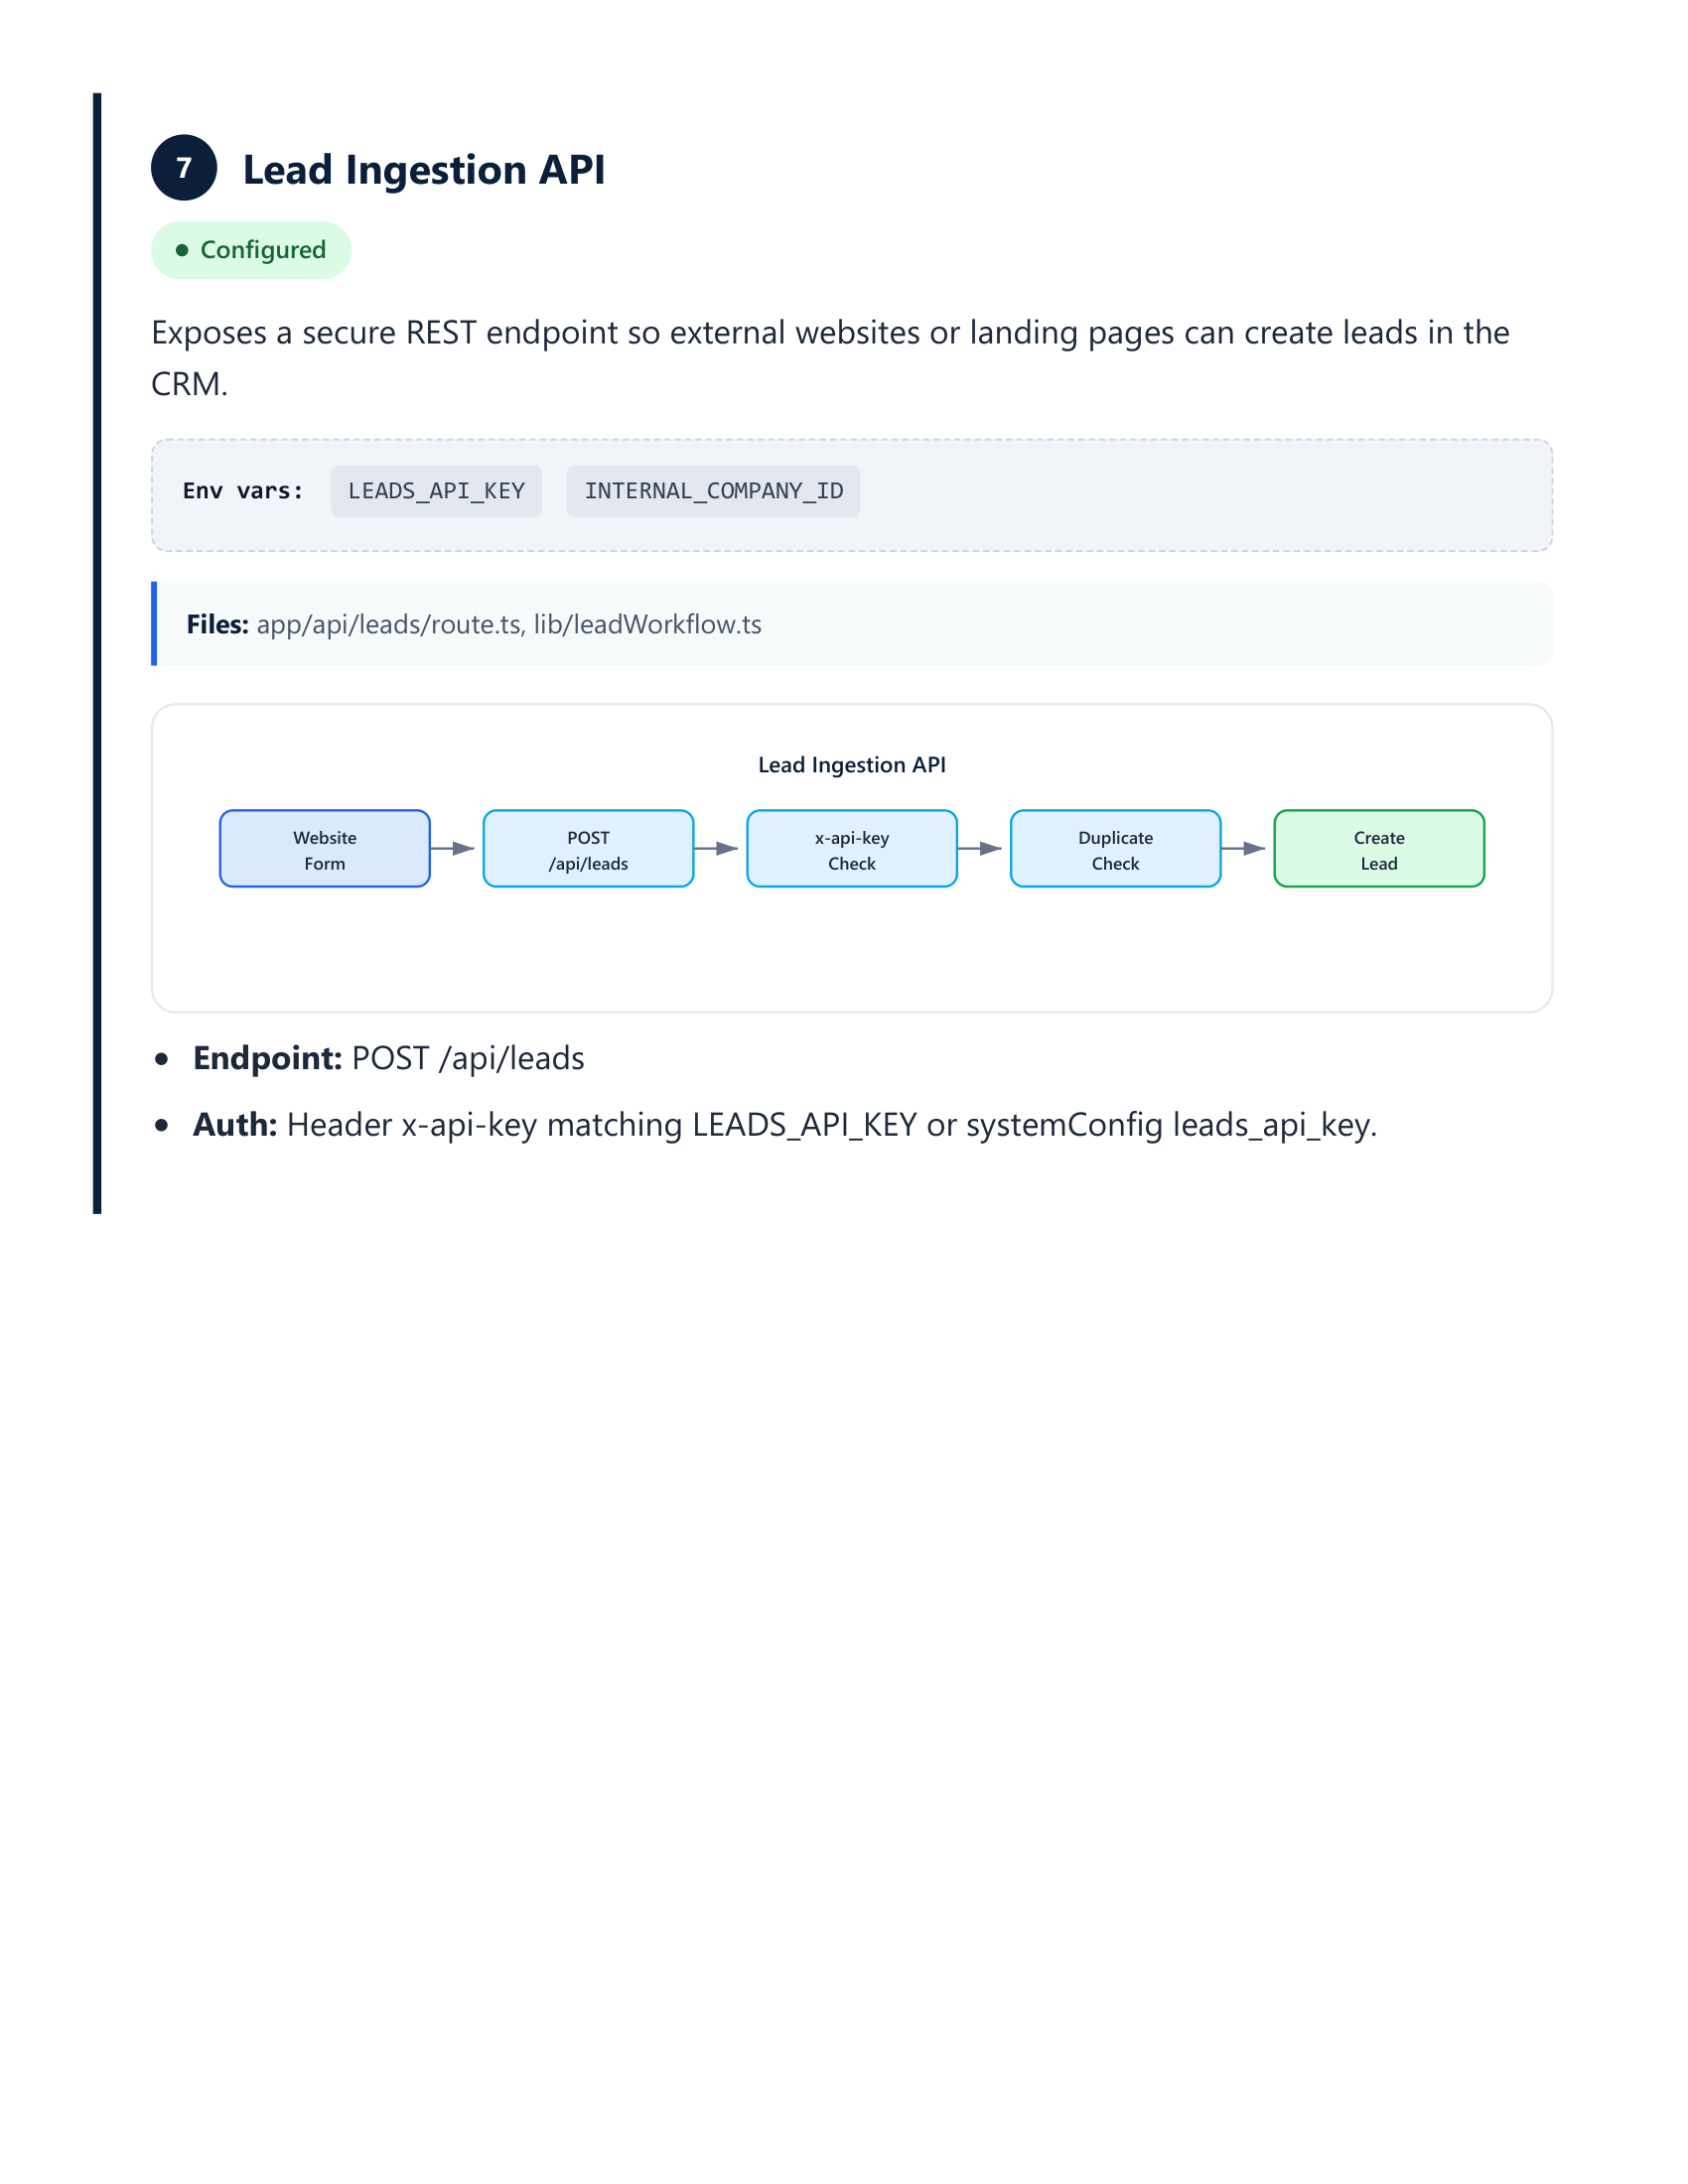 7 Lead Ingestion API
Configured
Exposes a secure REST endpoint so external websites or landing pages can create leads in the
CRM.
Env vars: LEADS_API_KEY INTERNAL_COMPANY_ID
Files: app/api/leads/route.ts, lib/leadWorkflow.ts
Lead Ingestion API
Website
Form
POST
/api/leads
x-api-key
Check
Duplicate
Check
Create
Lead
• Endpoint: POST /api/leads
• Auth: Header x-api-key matching LEADS_API_KEY or systemConfig leads_api_key.